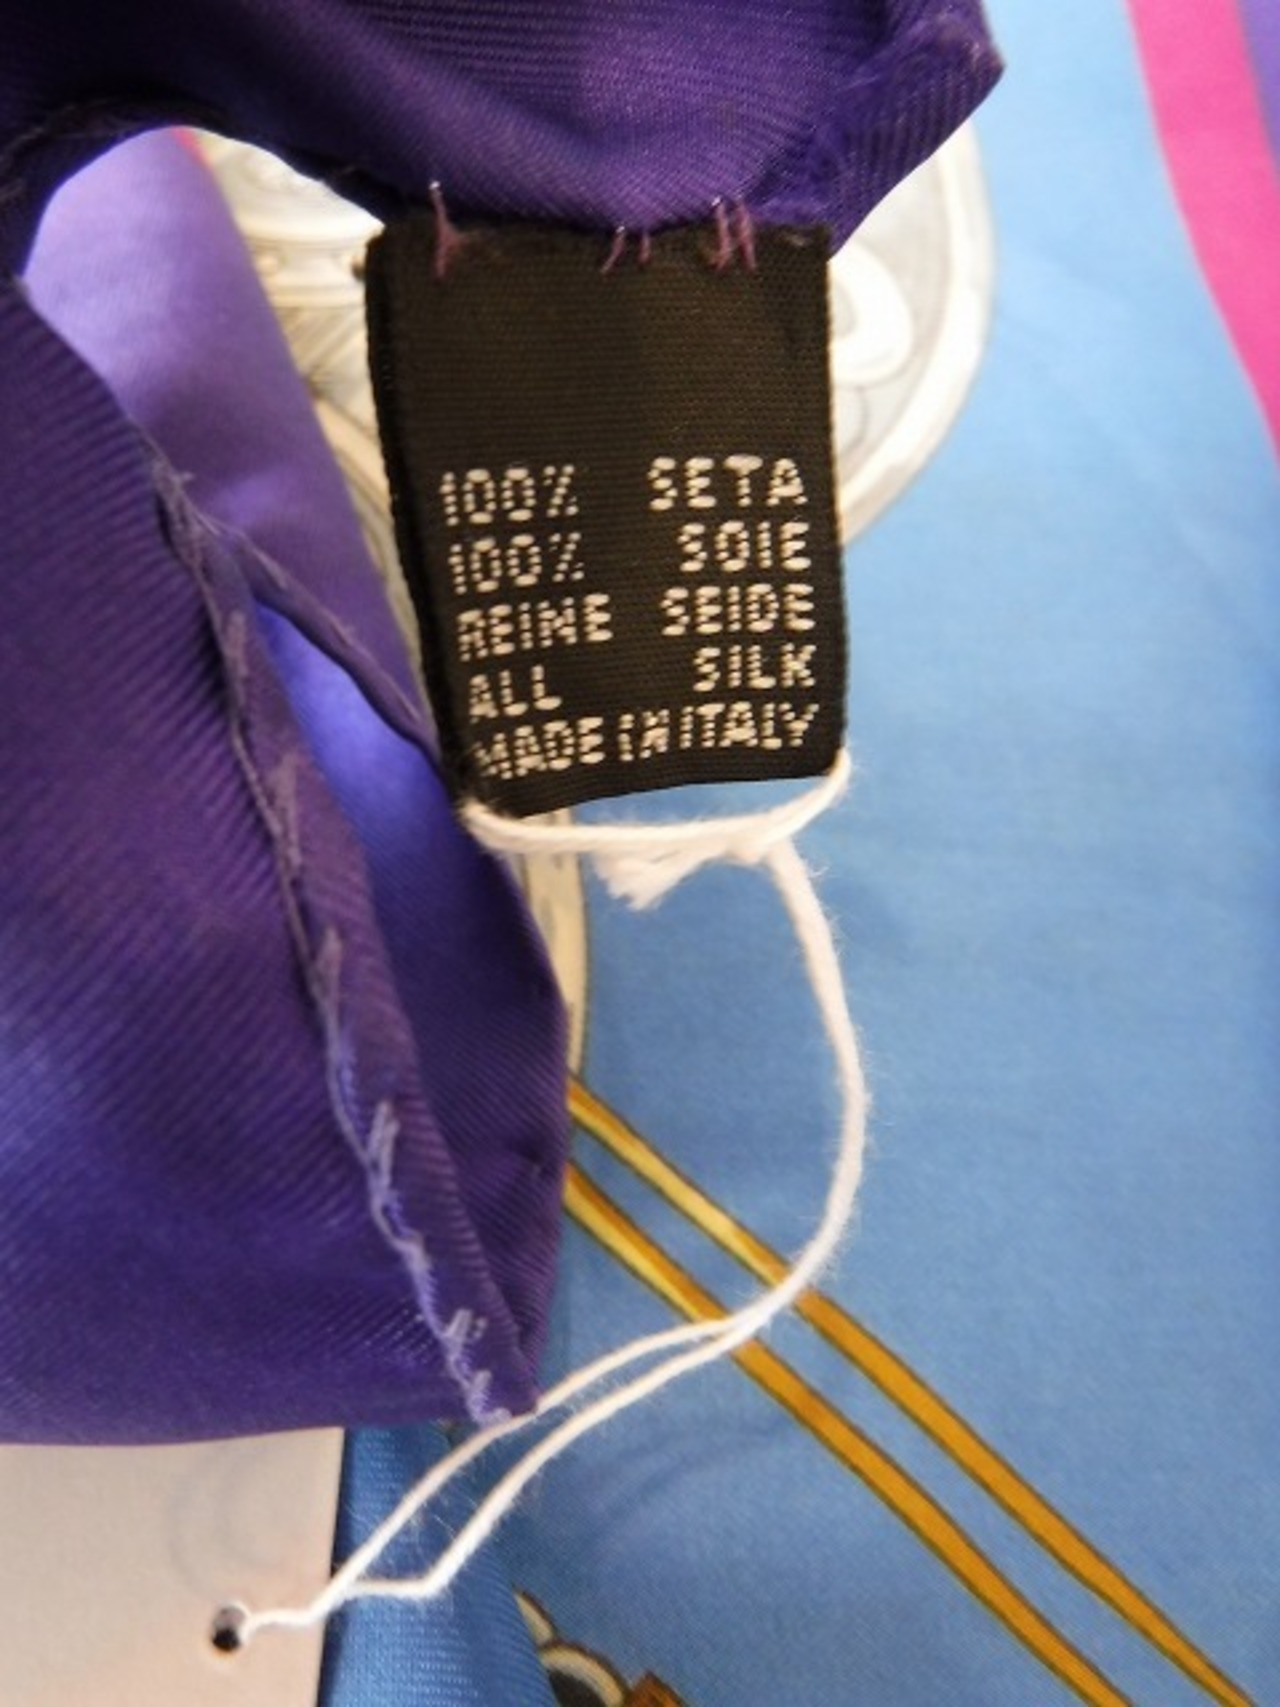 100% SETA
100% SOIE
REINE SEIDE
ALL SILK
MADE IN ITALY